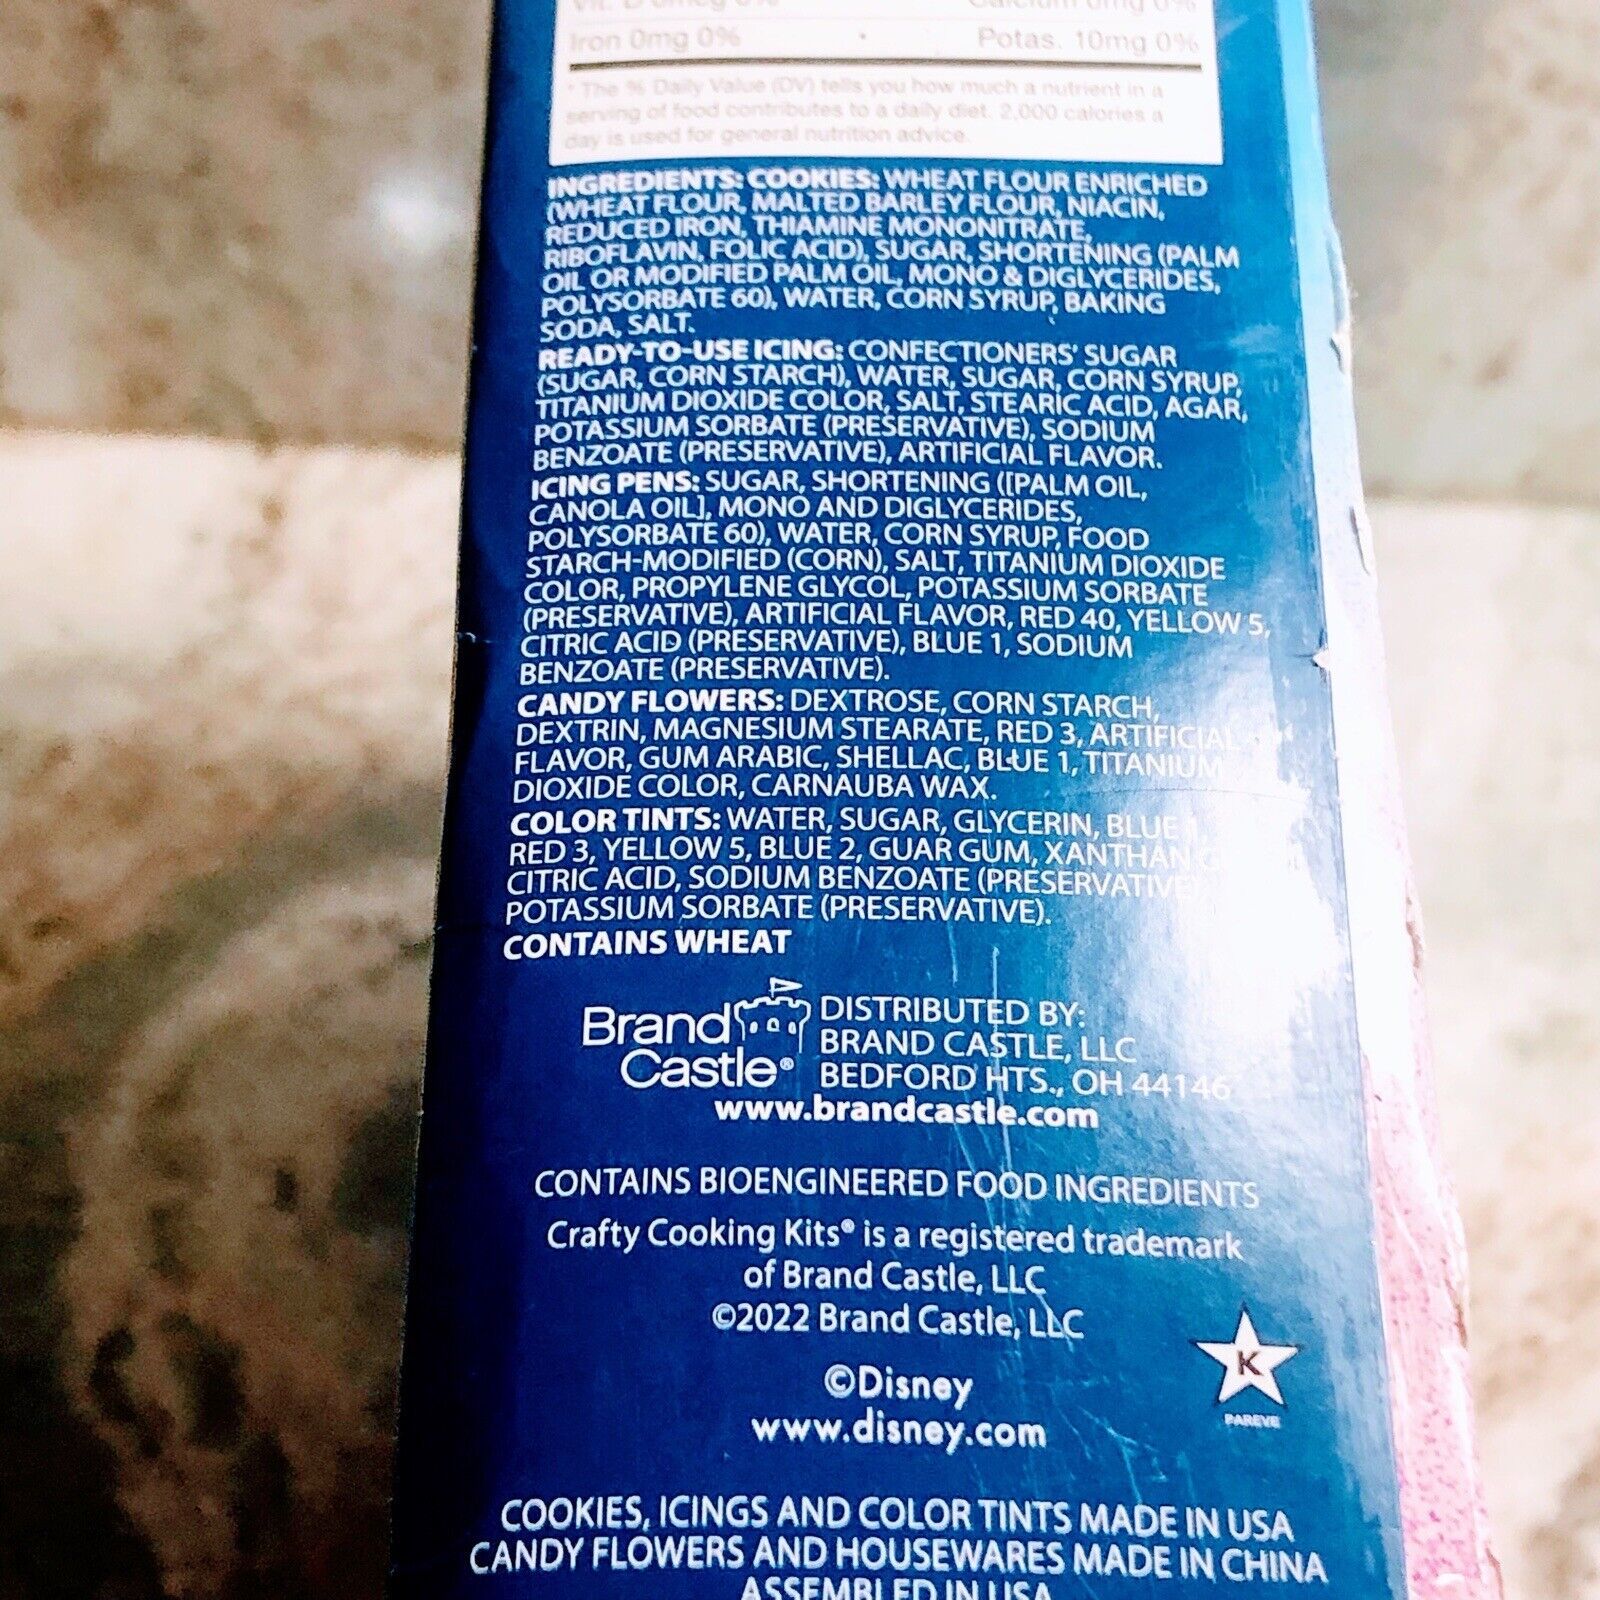 Vit. D 0mcg 0% Calcium 0mg 0%
Iron 0mg 0% • Potas. 10mg 0%
* The % Daily Value (DV) tells you how much a nutrient in a
serving of food contributes to a daily diet. 2,000 calories a
day is used for general nutrition advice.
INGREDIENTS: COOKIES: WHEAT FLOUR ENRICHED
(WHEAT FLOUR, MALTED BARLEY FLOUR, NIACIN,
REDUCED IRON, THIAMINE MONONITRATE,
RIBOFLAVIN, FOLIC ACID), SUGAR, SHORTENING (PALM
OIL OR MODIFIED PALM OIL, MONO & DIGLYCERIDES,
POLYSORBATE 60), WATER, CORN SYRUP, BAKING
SODA, SALT.
READY-TO-USE ICING: CONFECTIONERS' SUGAR
(SUGAR, CORN STARCH), WATER, SUGAR, CORN SYRUP,
TITANIUM DIOXIDE COLOR, SALT, STEARIC ACID, AGAR,
POTASSIUM SORBATE (PRESERVATIVE), SODIUM
BENZOATE (PRESERVATIVE), ARTIFICIAL FLAVOR.
ICING PENS: SUGAR, SHORTENING ([PALM OIL,
CANOLA OIL], MONO AND DIGLYCERIDES,
POLYSORBATE 60), WATER, CORN SYRUP, FOOD
STARCH-MODIFIED (CORN), SALT, TITANIUM DIOXIDE
COLOR, PROPYLENE GLYCOL, POTASSIUM SORBATE
(PRESERVATIVE), ARTIFICIAL FLAVOR, RED 40, YELLOW 5,
CITRIC ACID (PRESERVATIVE), BLUE 1, SODIUM
BENZOATE (PRESERVATIVE).
CANDY FLOWERS: DEXTROSE, CORN STARCH,
DEXTRIN, MAGNESIUM STEARATE, RED 3, ARTIFICIAL
FLAVOR, GUM ARABIC, SHELLAC, BLUE 1, TITANIUM
DIOXIDE COLOR, CARNAUBA WAX.
COLOR TINTS: WATER, SUGAR, GLYCERIN, BLUE 1,
RED 3, YELLOW 5, BLUE 2, GUAR GUM, XANTHAN
CITRIC ACID, SODIUM BENZOATE (PRESERVATIVE)
POTASSIUM SORBATE (PRESERVATIVE).
CONTAINS WHEAT
Brand Castle®
DISTRIBUTED BY:
BRAND CASTLE, LLC
BEDFORD HTS., OH 44146
www.brandcastle.com
CONTAINS BIOENGINEERED FOOD INGREDIENTS
Crafty Cooking Kits® is a registered trademark
of Brand Castle, LLC
©2022 Brand Castle, LLC
K
PAREVE
©Disney
www.disney.com
COOKIES, ICINGS AND COLOR TINTS MADE IN USA
CANDY FLOWERS AND HOUSEWARES MADE IN CHINA
ASSEMBLED IN USA